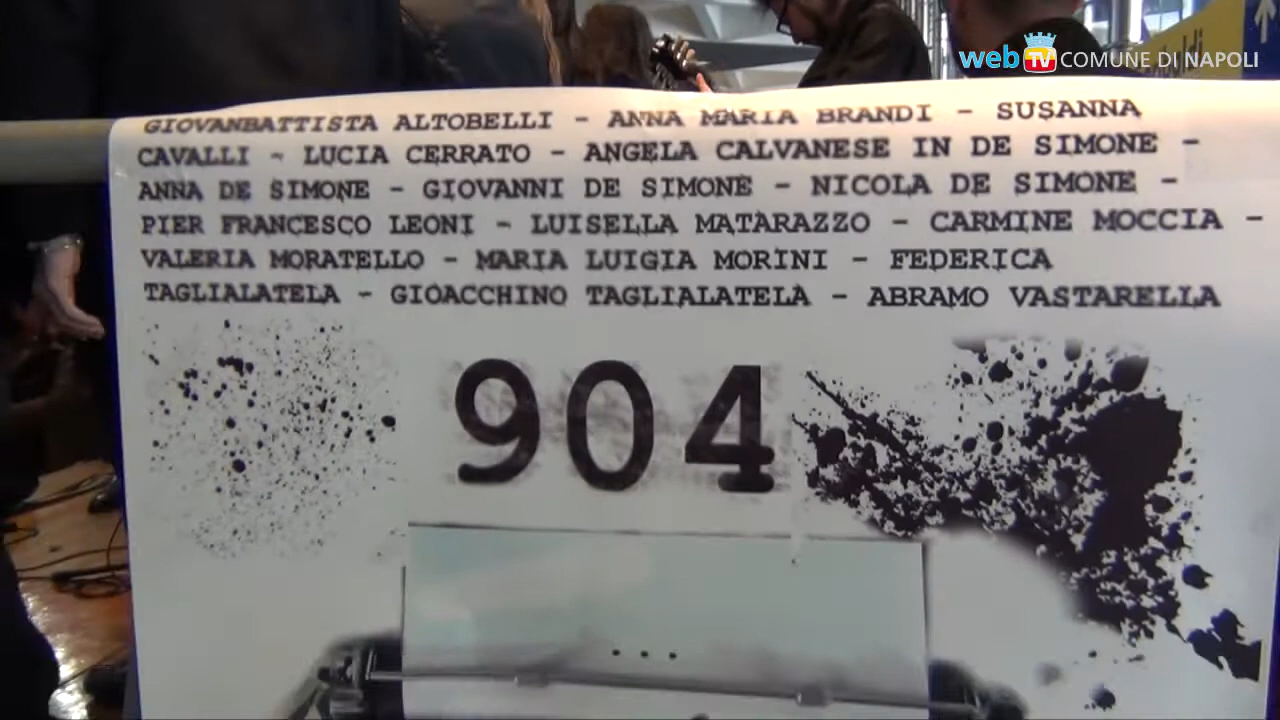 web TV COMUNE DI NAPOLI
GIOVANBATTISTA ALTOBELLI - ANNA MARIA BRANDI - SUSANNA
CAVALLI - LUCIA CERRATO - ANGELA CALVANESE IN DE SIMONE -
ANNA DE SIMONE - GIOVANNI DE SIMONE - NICOLA DE SIMONE -
PIER FRANCESCO LEONI - LUISELLA MATARAZZO - CARMINE MOCCIA -
VALERIA MORATELLO - MARIA LUIGIA MORINI - FEDERICA
TAGLIALATELA - GIOACCHINO TAGLIALATELA - ABRAMO VASTARELLA
904
...